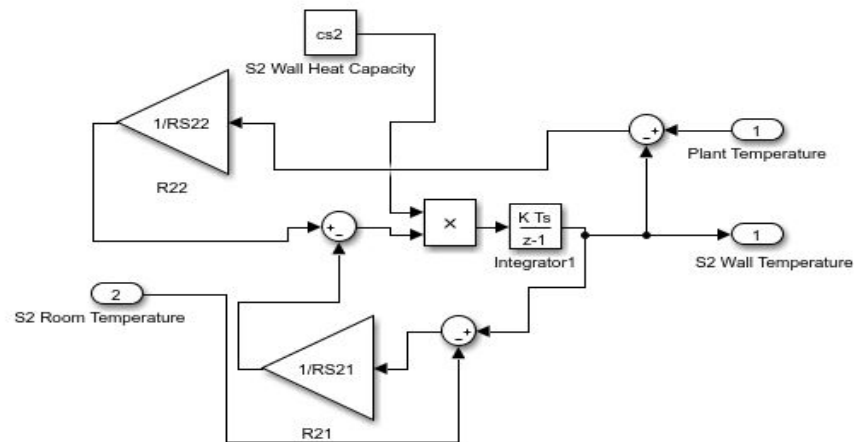 cs2
S2 Wall Heat Capacity
1/RS22
R22
1
Plant Temperature
+
-
+
-
×
K Ts
z-1
Integrator1
1
S2 Wall Temperature
2
S2 Room Temperature
1/RS21
R21
+
-